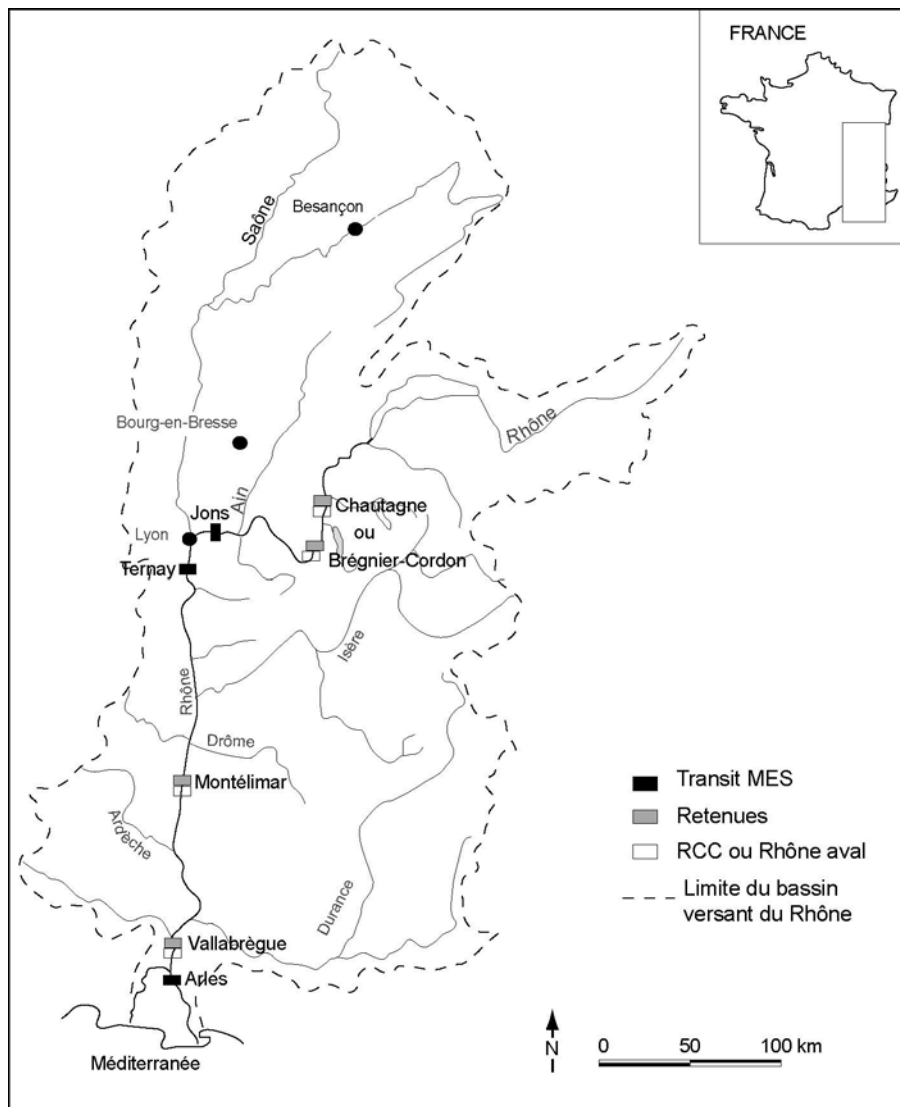 FRANCE
Besançon
Saône
Bourg-en-Bresse
Rhône
Ain
Jons
Chautagne
ou
Brégnier-Cordon
Lyon
Ternay
Isère
Rhône
Drôme
Montélimar
Ardèche
Durance
Vallabrègue
Arles
Méditerranée
Transit MES
Retenues
RCC ou Rhône aval
Limite du bassin
versant du Rhône
N
0 50 100 km